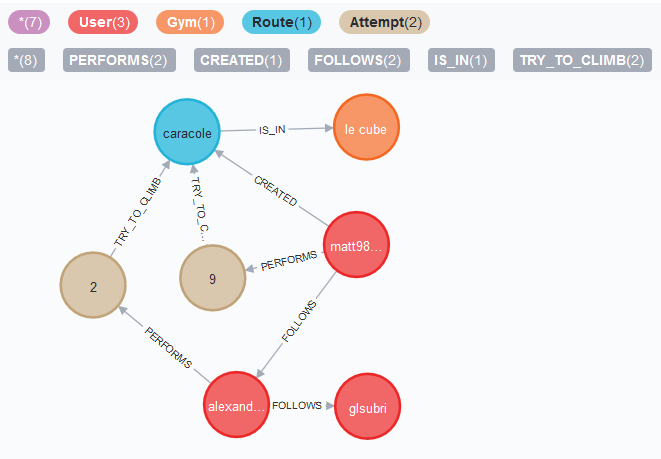 *(7) User(3) Gym(1) Route(1) Attempt(2)
*(8) PERFORMS(2) CREATED(1) FOLLOWS(2) IS_IN(1) TRY_TO_CLIMB(2)
caracole
IS_IN
le cube
TRY_TO_CLIMB
TRY_TO_C...
CREATED
matt98...
PERFORMS
2
9
FOLLOWS
PERFORMS
alexand...
FOLLOWS
glsubri